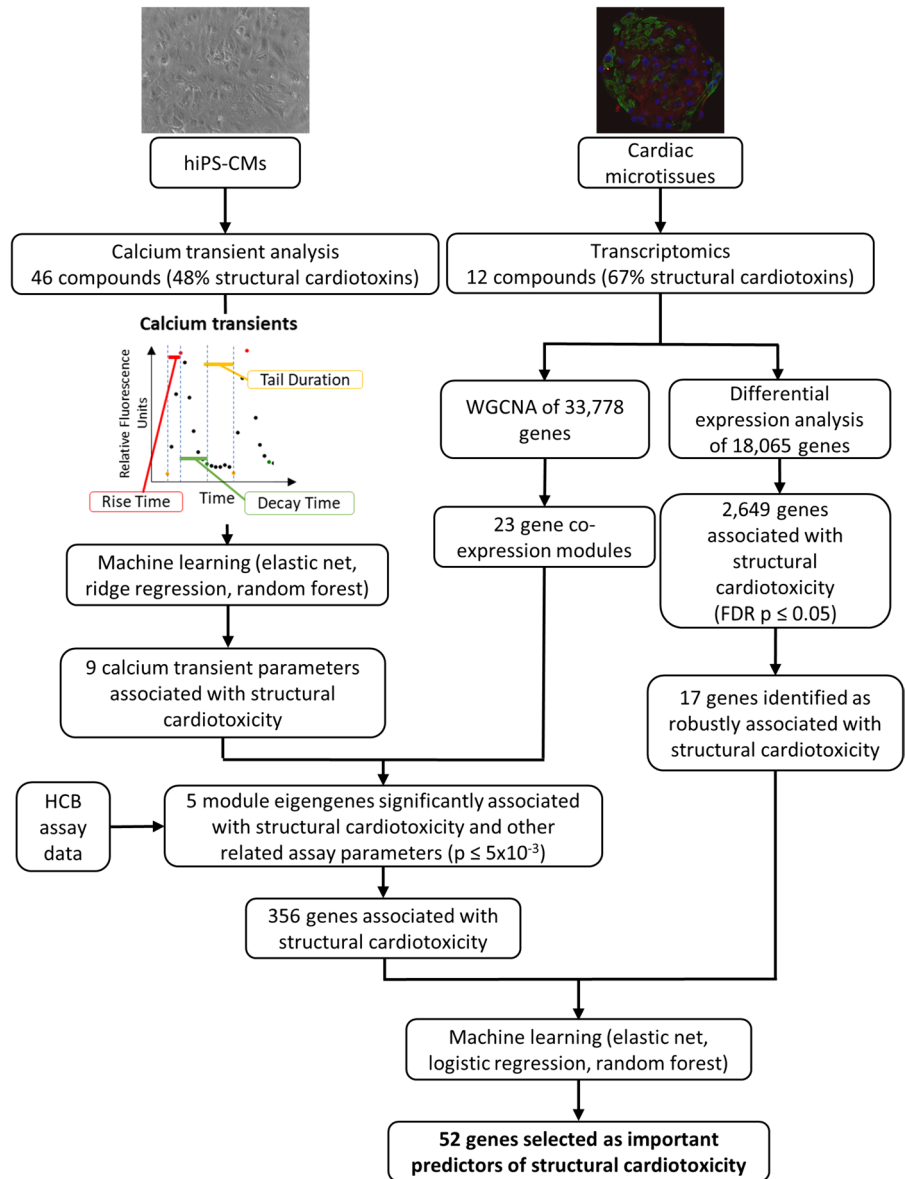 hiPS-CMs
Cardiac
microtissues
Calcium transient analysis
46 compounds (48% structural cardiotoxins)
Transcriptomics
12 compounds (67% structural cardiotoxins)
Calcium transients
Relative Fluorescence
Units
Tail Duration
Rise Time
Time
Decay Time
WGCNA of 33,778
genes
Differential
expression analysis
of 18,065 genes
23 gene co-
expression modules
2,649 genes
associated with
structural
cardiotoxicity
(FDR p ≤ 0.05)
Machine learning (elastic net,
ridge regression, random forest)
9 calcium transient parameters
associated with structural
cardiotoxicity
17 genes identified as
robustly associated with
structural cardiotoxicity
HCB
assay
data
5 module eigengenes significantly associated
with structural cardiotoxicity and other
related assay parameters (p ≤ 5x10⁻³)
356 genes associated with
structural cardiotoxicity
Machine learning (elastic net,
logistic regression, random forest)
52 genes selected as important
predictors of structural cardiotoxicity